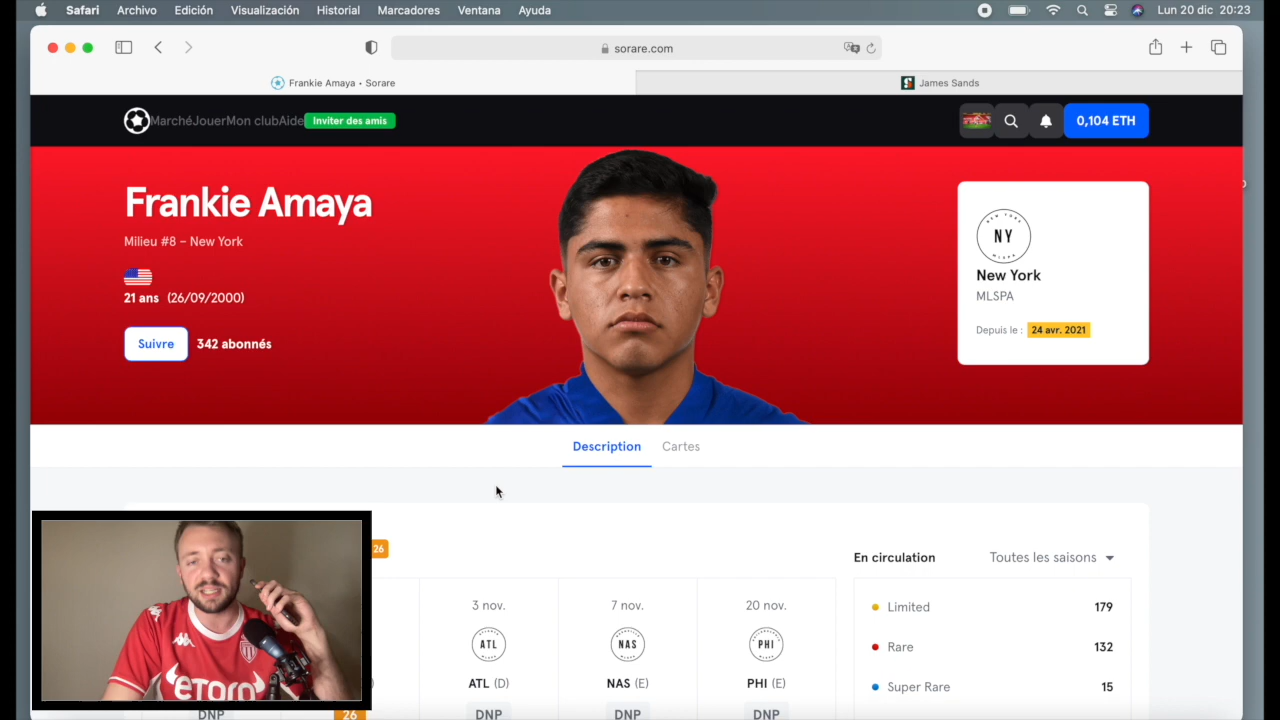 Safari Archivo Edición Visualización Historial Marcadores Ventana Ayuda Lun 20 dic 20:23
sorare.com
Frankie Amaya • Sorare James Sands
MarchéJouerMon clubAide Inviter des amis 0,104 ETH
Frankie Amaya
Milieu #8 – New York
21 ans (26/09/2000)
Suivre 342 abonnés
NY
New York
MLSPA
Depuis le : 24 avr. 2021
Description Cartes
26
3 nov. 7 nov. 20 nov.
ATL NAS PHI
ATL (D) NAS (E) PHI (E)
DNP 26 DNP DNP DNP
En circulation Toutes les saisons
Limited 179
Rare 132
Super Rare 15
eToro